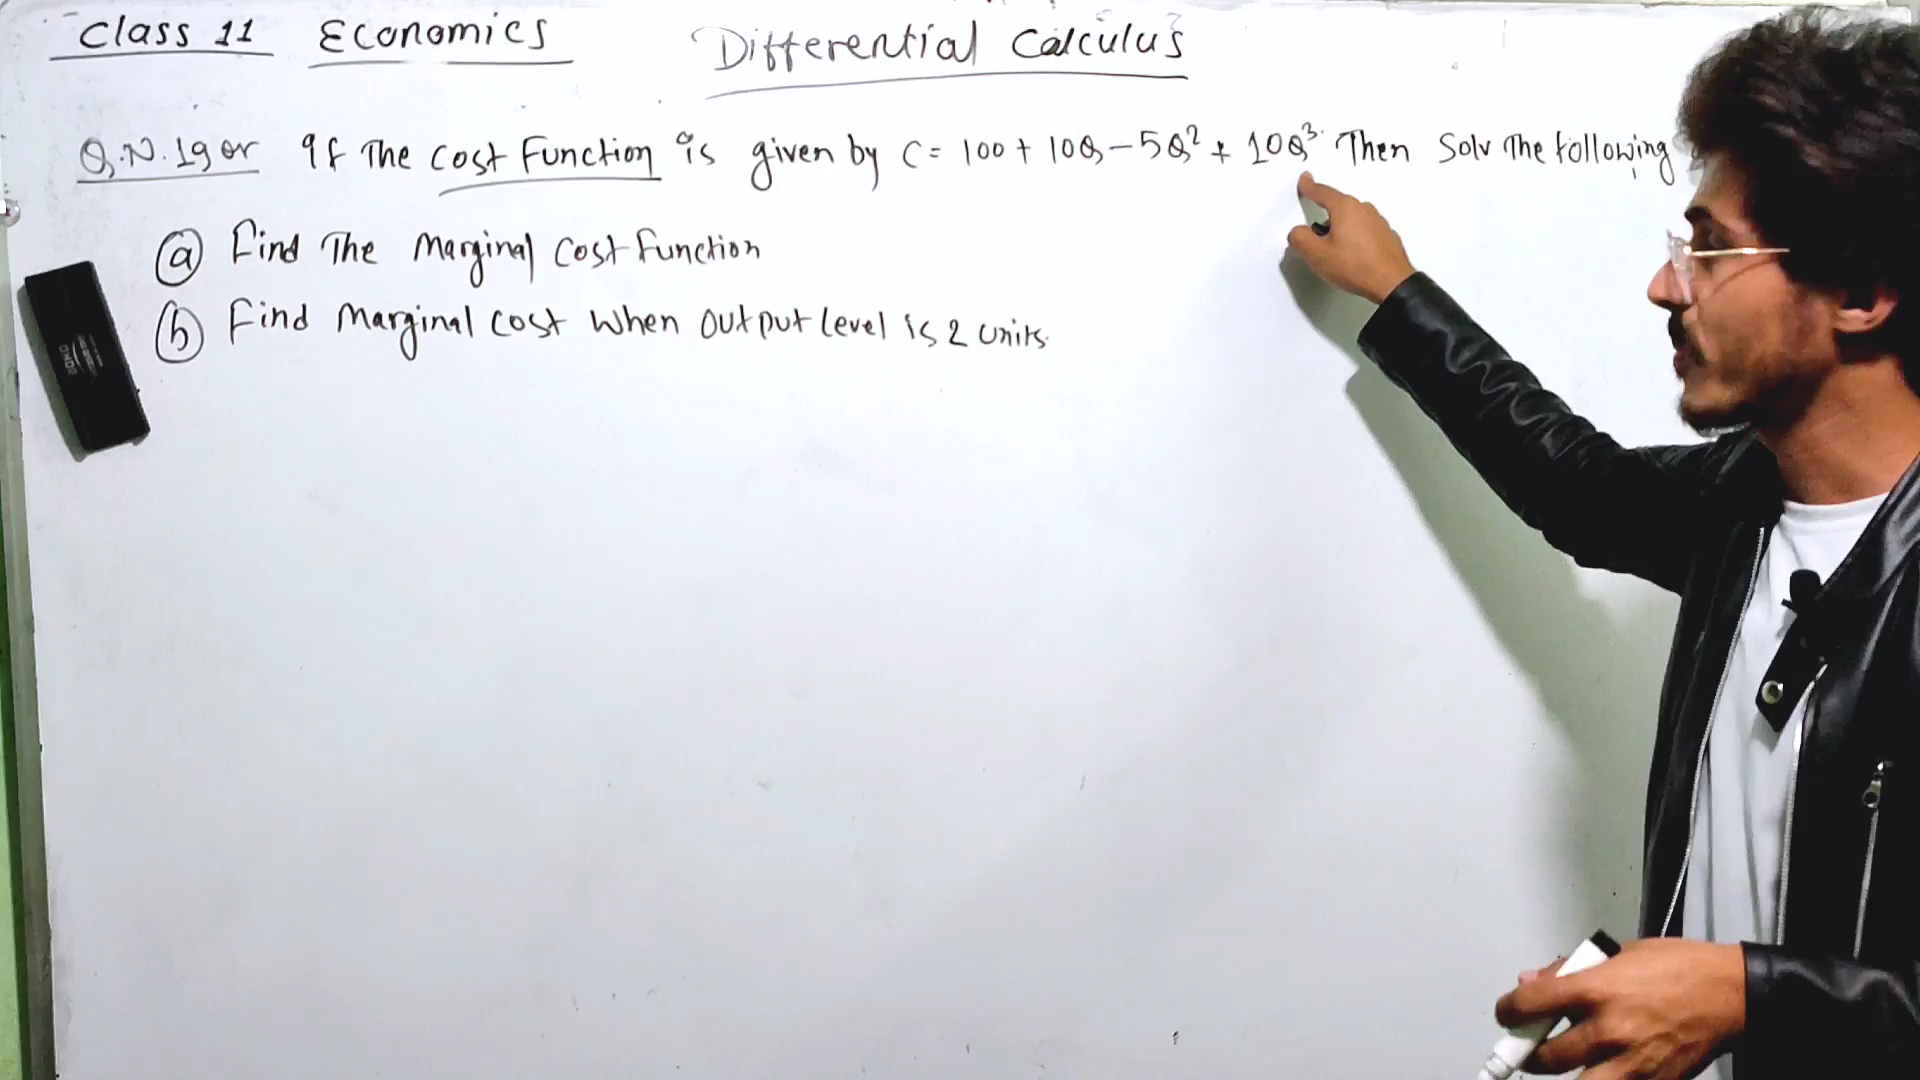 Class 11 Economics Differential Calculus
Q.N.19 or If The Cost Function is given by C = 100 + 10Q - 5Q² + 10Q³. Then Solv The following
(a) Find The Marginal Cost Function
(b) Find Marginal Cost When Output Level is 2 units.